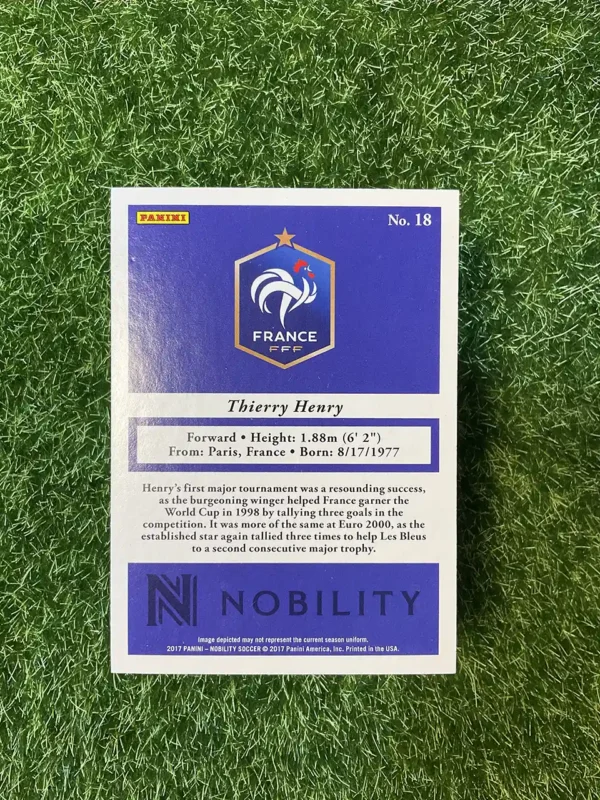 PANINI
No. 18
FRANCE
FFF
Thierry Henry
Forward • Height: 1.88m (6' 2")
From: Paris, France • Born: 8/17/1977
Henry's first major tournament was a resounding success,
as the burgeoning winger helped France garner the
World Cup in 1998 by tallying three goals in the
competition. It was more of the same at Euro 2000, as the
established star again tallied three times to help Les Bleus
to a second consecutive major trophy.
N NOBILITY
Image depicted may not represent the current season uniform.
2017 PANINI – NOBILITY SOCCER © 2017 Panini America, Inc. Printed in the USA.